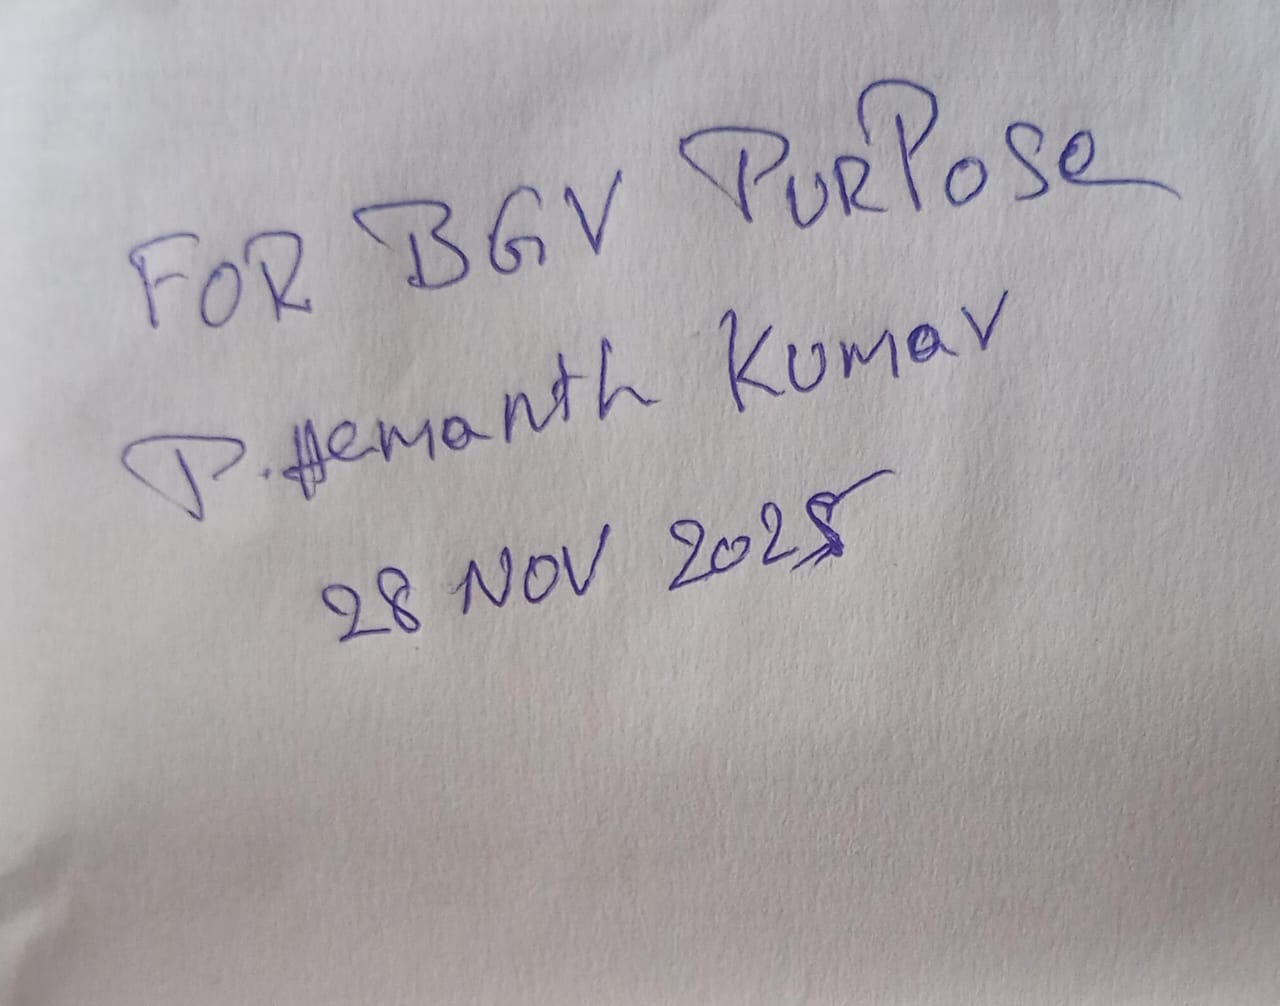 FOR BGV PURPOSe
P. Hemanth Kumar
28 NOV 2025